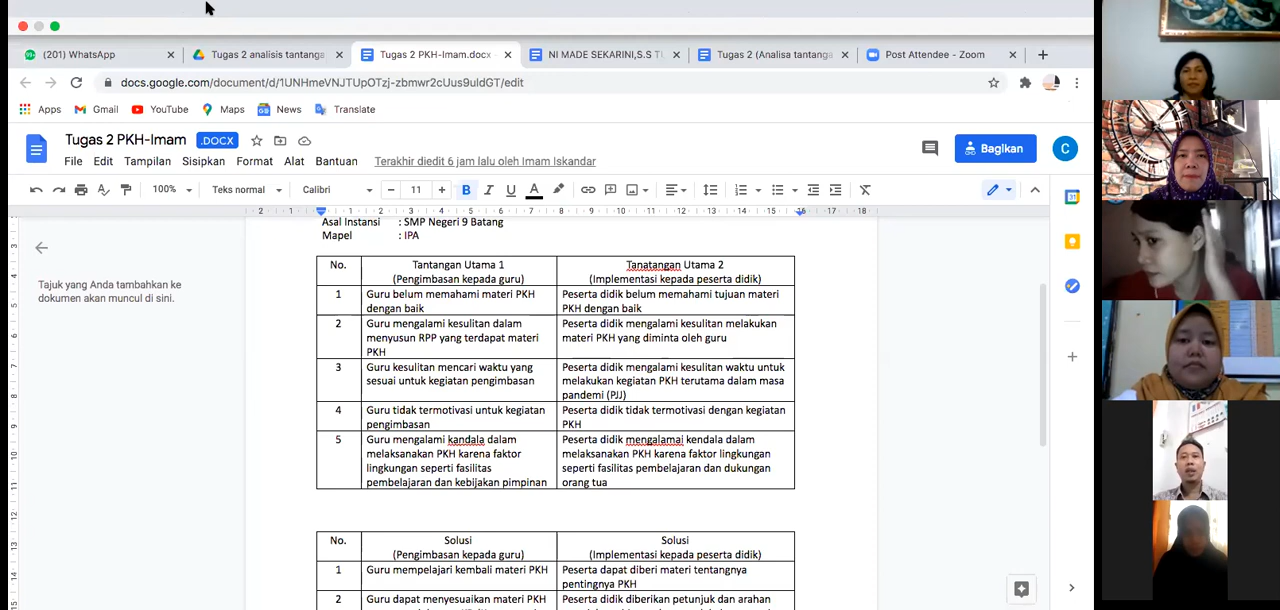 (201) WhatsApp
Tugas 2 analisis tantanga
Tugas 2 PKH-Imam.docx -
NI MADE SEKARINI,S.S TU
Tugas 2 (Analisa tantanga
Post Attendee - Zoom
docs.google.com/document/d/1UNHmeVNJTUpOTzj-zbmwr2cUus9uIdGT/edit
Apps
Gmail
YouTube
Maps
News
Translate
Tugas 2 PKH-Imam
.DOCX
File
Edit
Tampilan
Sisipkan
Format
Alat
Bantuan
Terakhir diedit 6 jam lalu oleh Imam Iskandar
Bagikan
C
100%
Teks normal
Calibri
11
Asal Instansi : SMP Negeri 9 Batang
Mapel : IPA
Tajuk yang Anda tambahkan ke
dokumen akan muncul di sini.
No.
Tantangan Utama 1
(Pengimbasan kepada guru)
Tanatangan Utama 2
(Implementasi kepada peserta didik)
1
Guru belum memahami materi PKH
dengan baik
Peserta didik belum memahami tujuan materi
PKH dengan baik
2
Guru mengalami kesulitan dalam
menyusun RPP yang terdapat materi
PKH
Peserta didik mengalami kesulitan melakukan
materi PKH yang diminta oleh guru
3
Guru kesulitan mencari waktu yang
sesuai untuk kegiatan pengimbasan
Peserta didik mengalami kesulitan waktu untuk
melakukan kegiatan PKH terutama dalam masa
pandemi (PJJ)
4
Guru tidak termotivasi untuk kegiatan
pengimbasan
Peserta didik tidak termotivasi dengan kegiatan
PKH
5
Guru mengalami kandala dalam
melaksanakan PKH karena faktor
lingkungan seperti fasilitas
pembelajaran dan kebijakan pimpinan
Peserta didik mengalamai kendala dalam
melaksanakan PKH karena faktor lingkungan
seperti fasilitas pembelajaran dan dukungan
orang tua
No.
Solusi
(Pengimbasan kepada guru)
Solusi
(Implementasi kepada peserta didik)
1
Guru mempelajari kembali materi PKH
Peserta dapat diberi materi tentangnya
pentingnya PKH
2
Guru dapat menyesuaikan materi PKH
Peserta didik diberikan petunjuk dan arahan